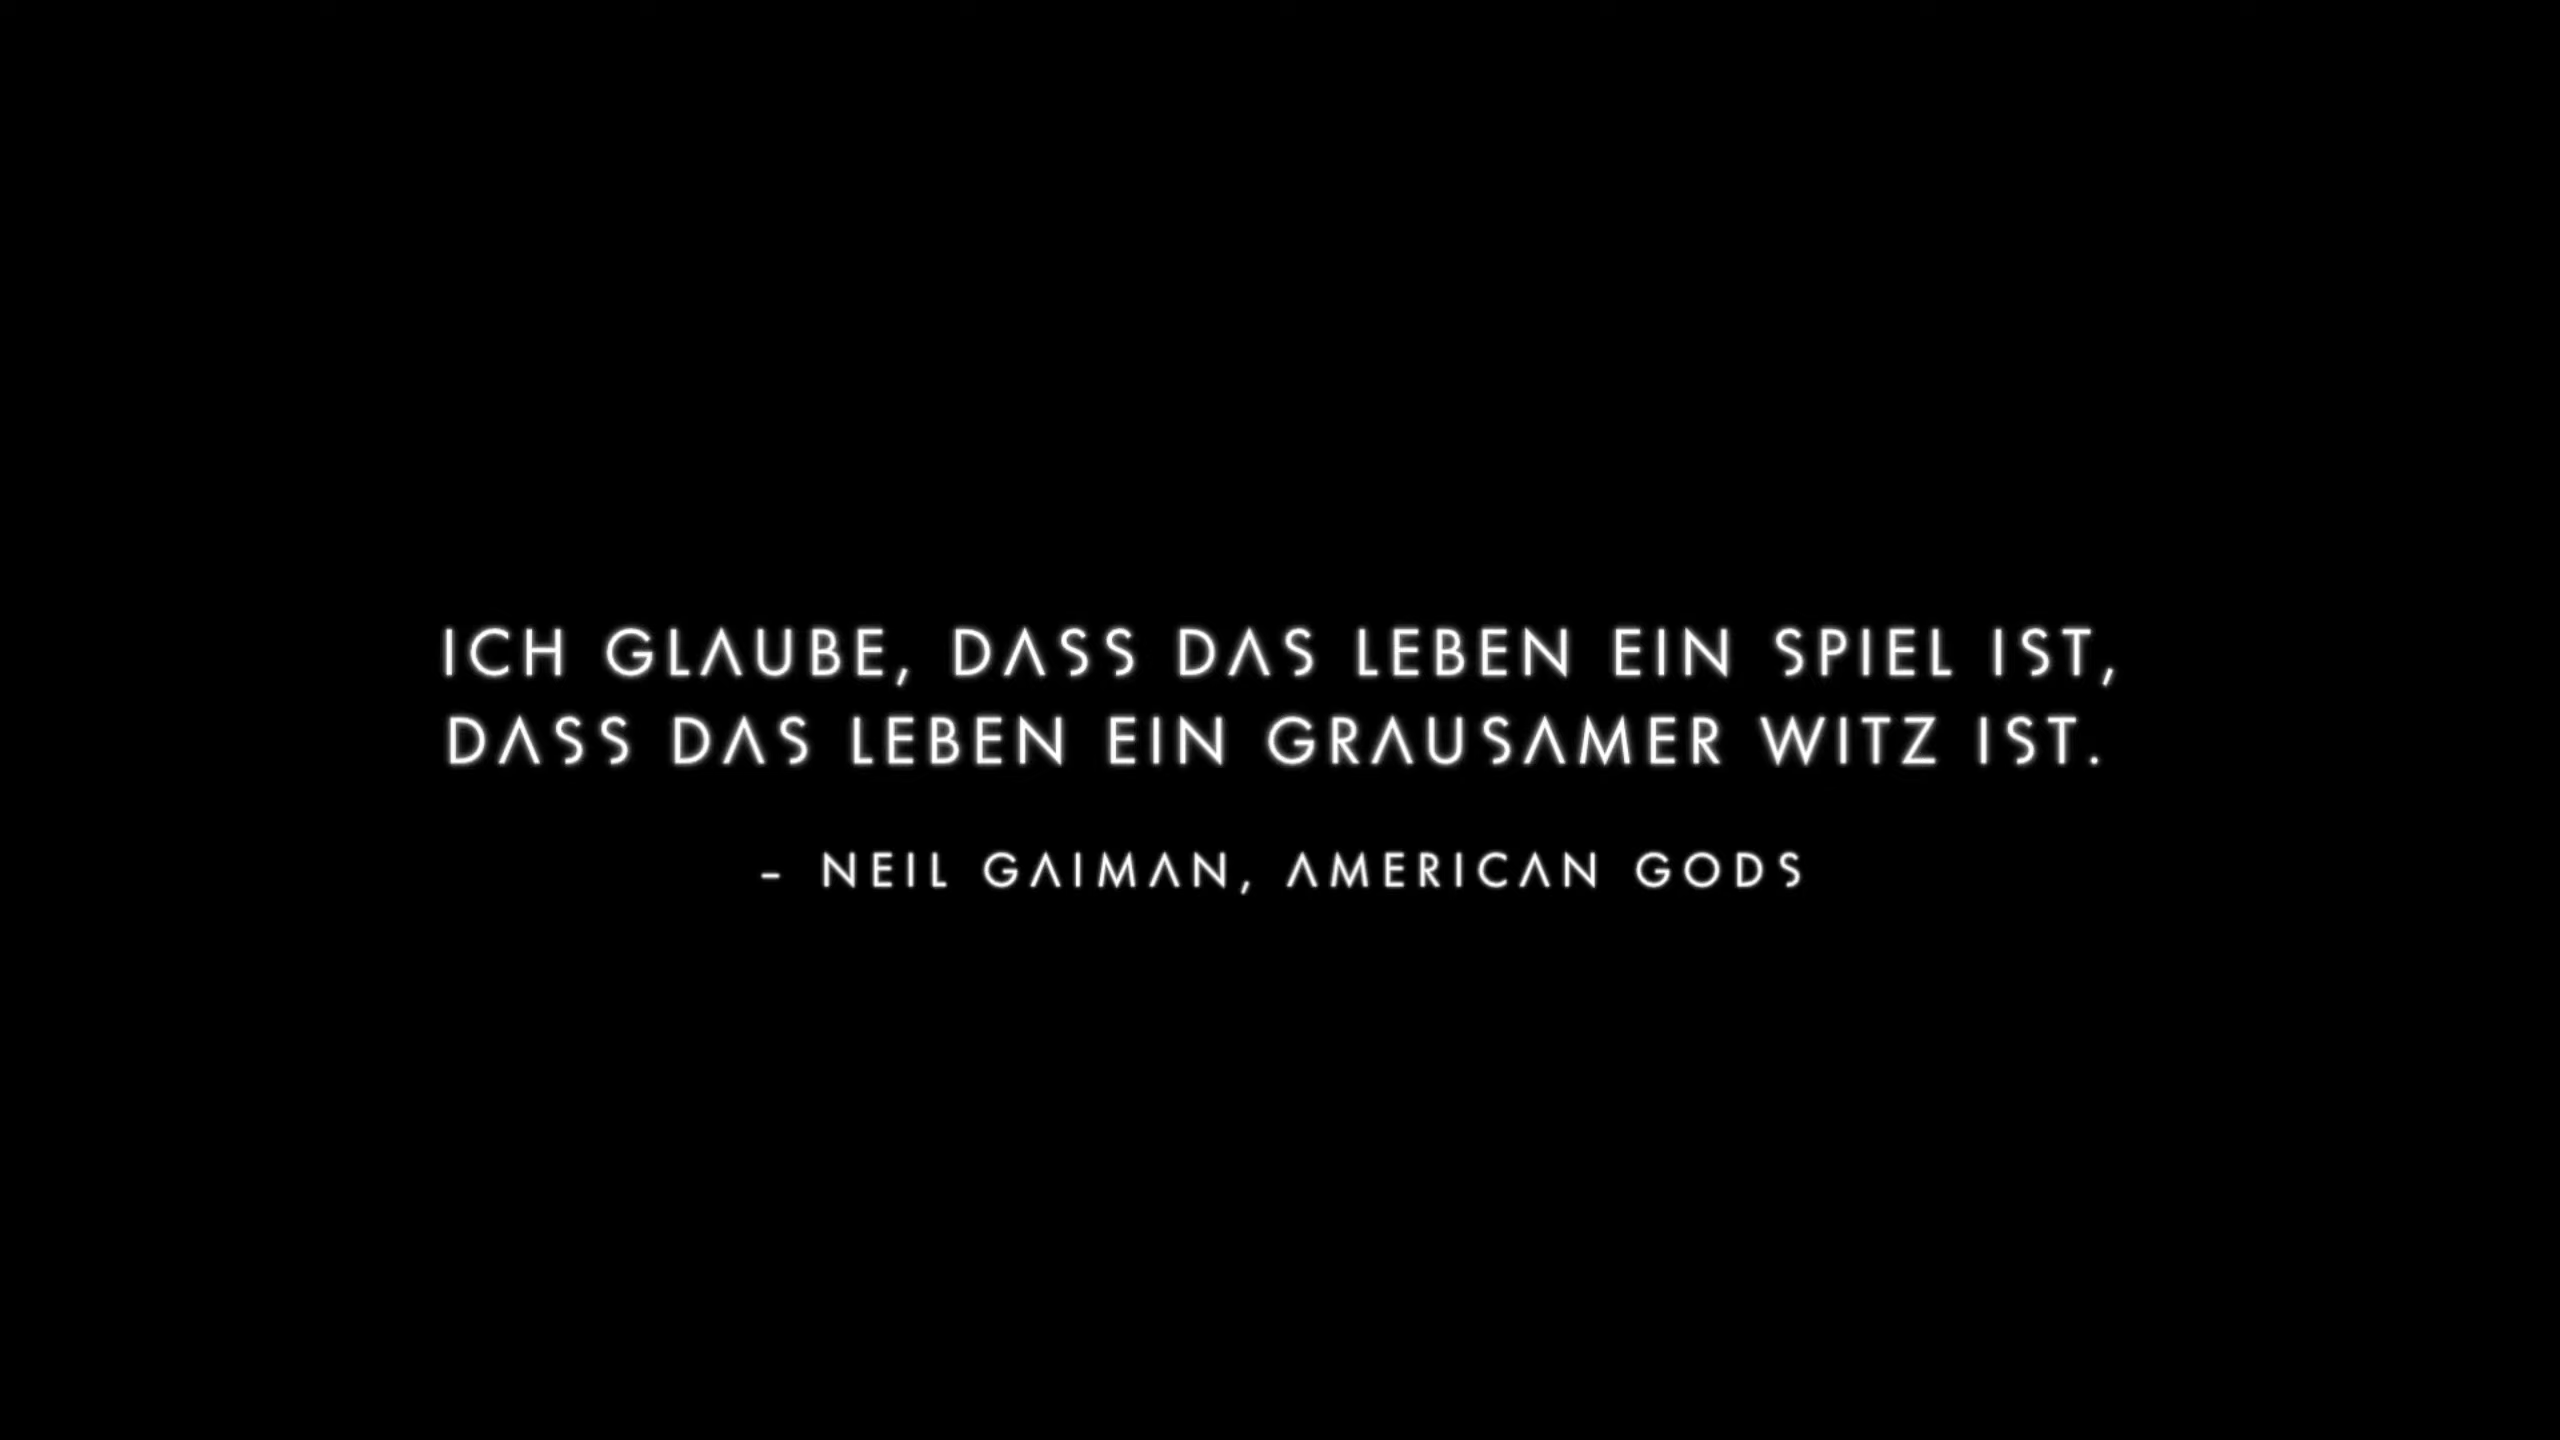 ICH GLAUBE, DASS DAS LEBEN EIN SPIEL IST,
DASS DAS LEBEN EIN GRAUSAMER WITZ IST.
- NEIL GAIMAN, AMERICAN GODS